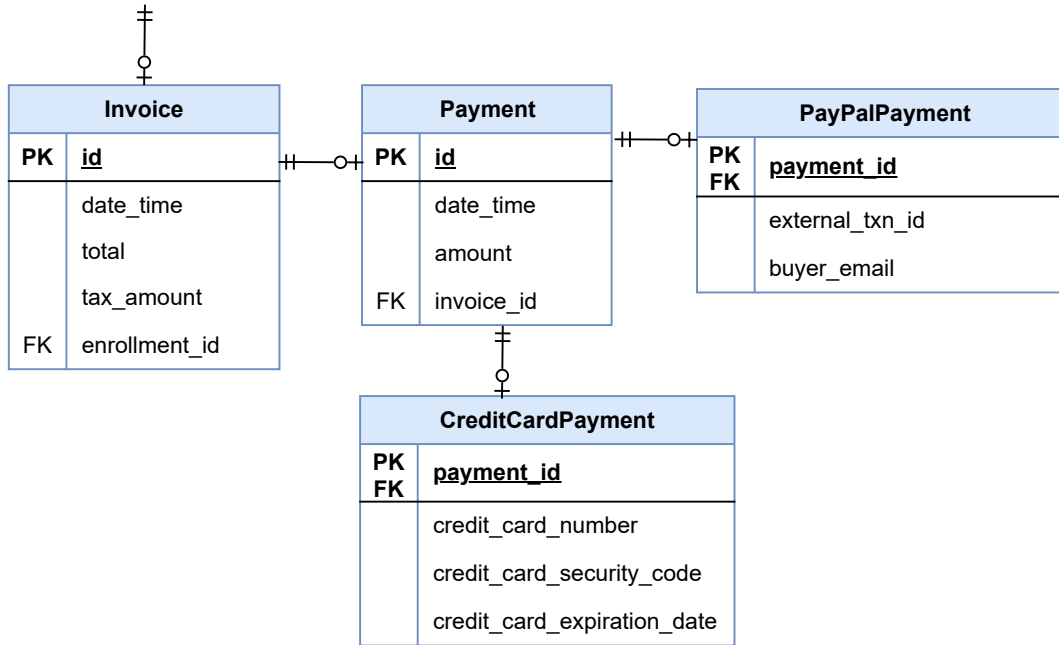 Invoice
PK id
date_time
total
tax_amount
FK enrollment_id
Payment
PK id
date_time
amount
FK invoice_id
PayPalPayment
PK
FK payment_id
external_txn_id
buyer_email
CreditCardPayment
PK
FK payment_id
credit_card_number
credit_card_security_code
credit_card_expiration_date